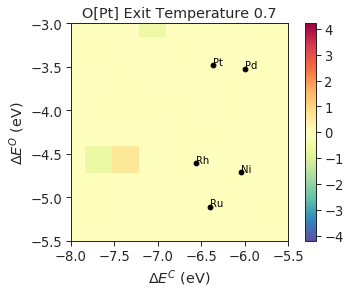 O[Pt] Exit Temperature 0.7
−3.0
−3.5
−4.0
−4.5
−5.0
−5.5
ΔE^O (eV)
Pt
Pd
Rh
Ni
Ru
−8.0 −7.5 −7.0 −6.5 −6.0 −5.5
ΔE^C (eV)
4
3
2
1
0
−1
−2
−3
−4